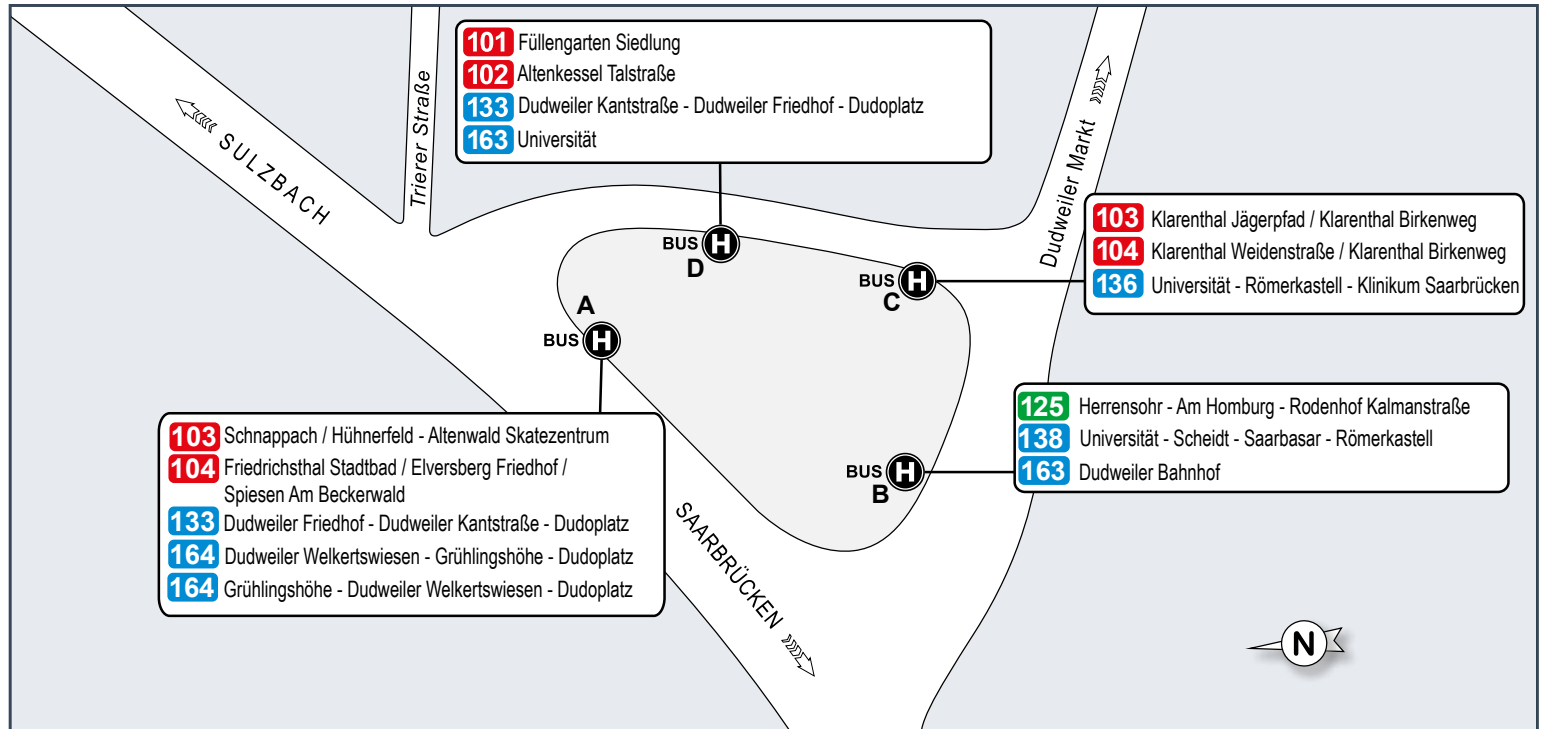 101 Füllengarten Siedlung
102 Altenkessel Talstraße
133 Dudweiler Kantstraße - Dudweiler Friedhof - Dudoplatz
163 Universität
Trierer Straße
SULZBACH
Dudweiler Markt
103 Klarenthal Jägerpfad / Klarenthal Birkenweg
104 Klarenthal Weidenstraße / Klarenthal Birkenweg
136 Universität - Römerkastell - Klinikum Saarbrücken
BUS H
D
BUS H
C
A
BUS H
125 Herrensohr - Am Homburg - Rodenhof Kalmanstraße
138 Universität - Scheidt - Saarbasar - Römerkastell
163 Dudweiler Bahnhof
BUS H
B
103 Schnappach / Hühnerfeld - Altenwald Skatezentrum
104 Friedrichsthal Stadtbad / Elversberg Friedhof /
Spiesen Am Beckerwald
133 Dudweiler Friedhof - Dudweiler Kantstraße - Dudoplatz
164 Dudweiler Welkertswiesen - Grühlingshöhe - Dudoplatz
164 Grühlingshöhe - Dudweiler Welkertswiesen - Dudoplatz
SAARBRÜCKEN
N